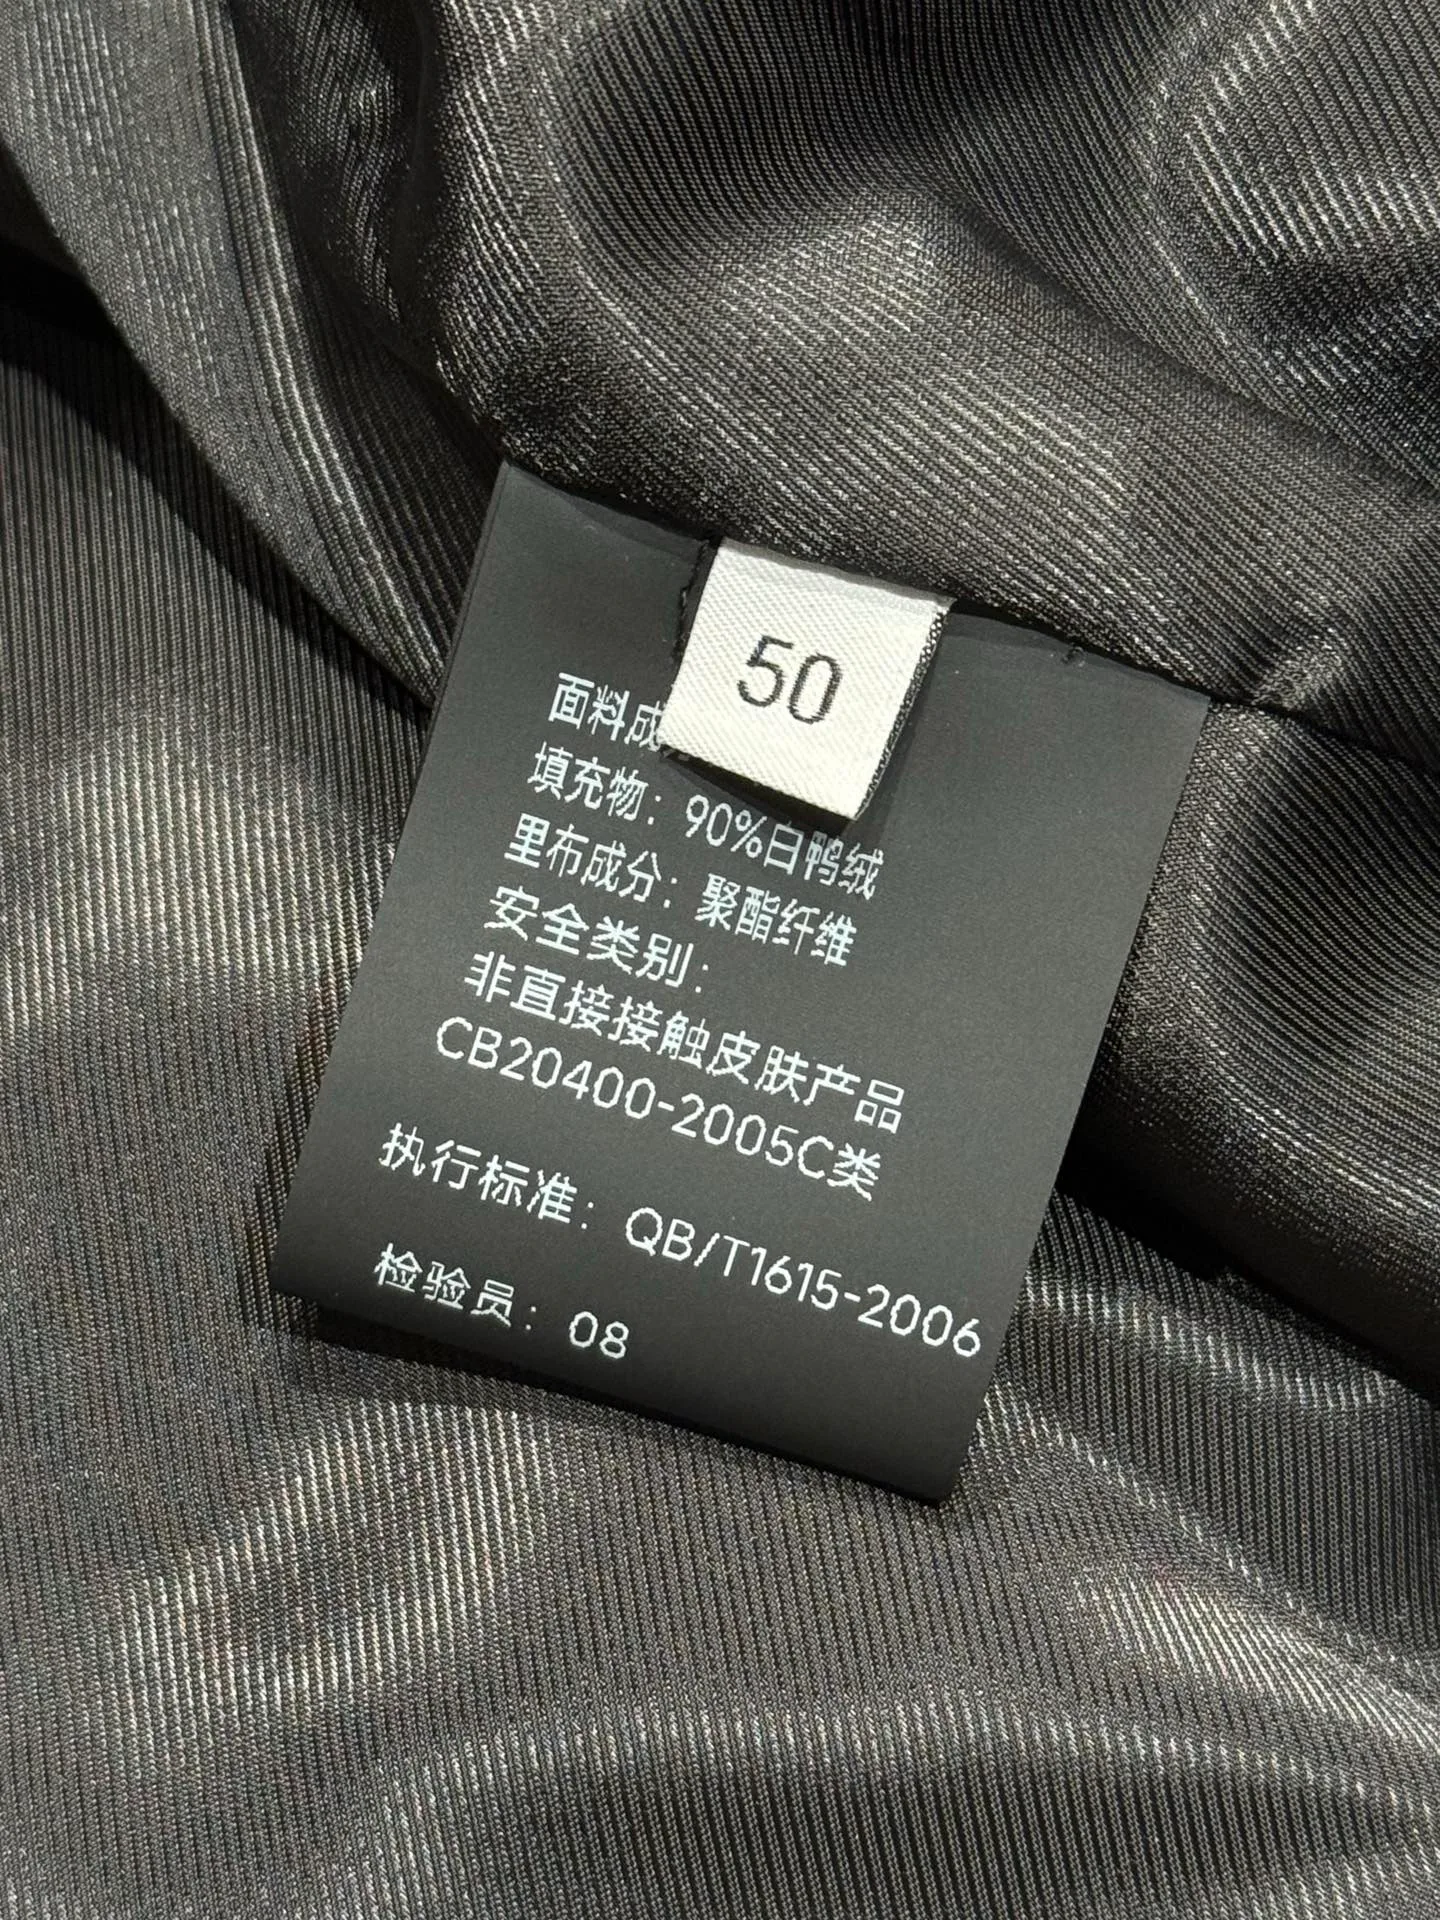 50
面料成
填充物：90%白鸭绒
里布成分：聚酯纤维
安全类别：
非直接接触皮肤产品
CB20400-2005C类
执行标准：QB/T1615-2006
检验员：08